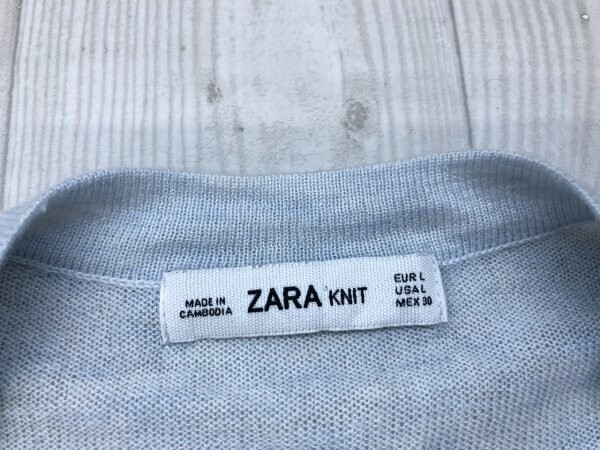 MADE IN
CAMBODIA
ZARA KNIT
EUR L
USA L
MEX 30